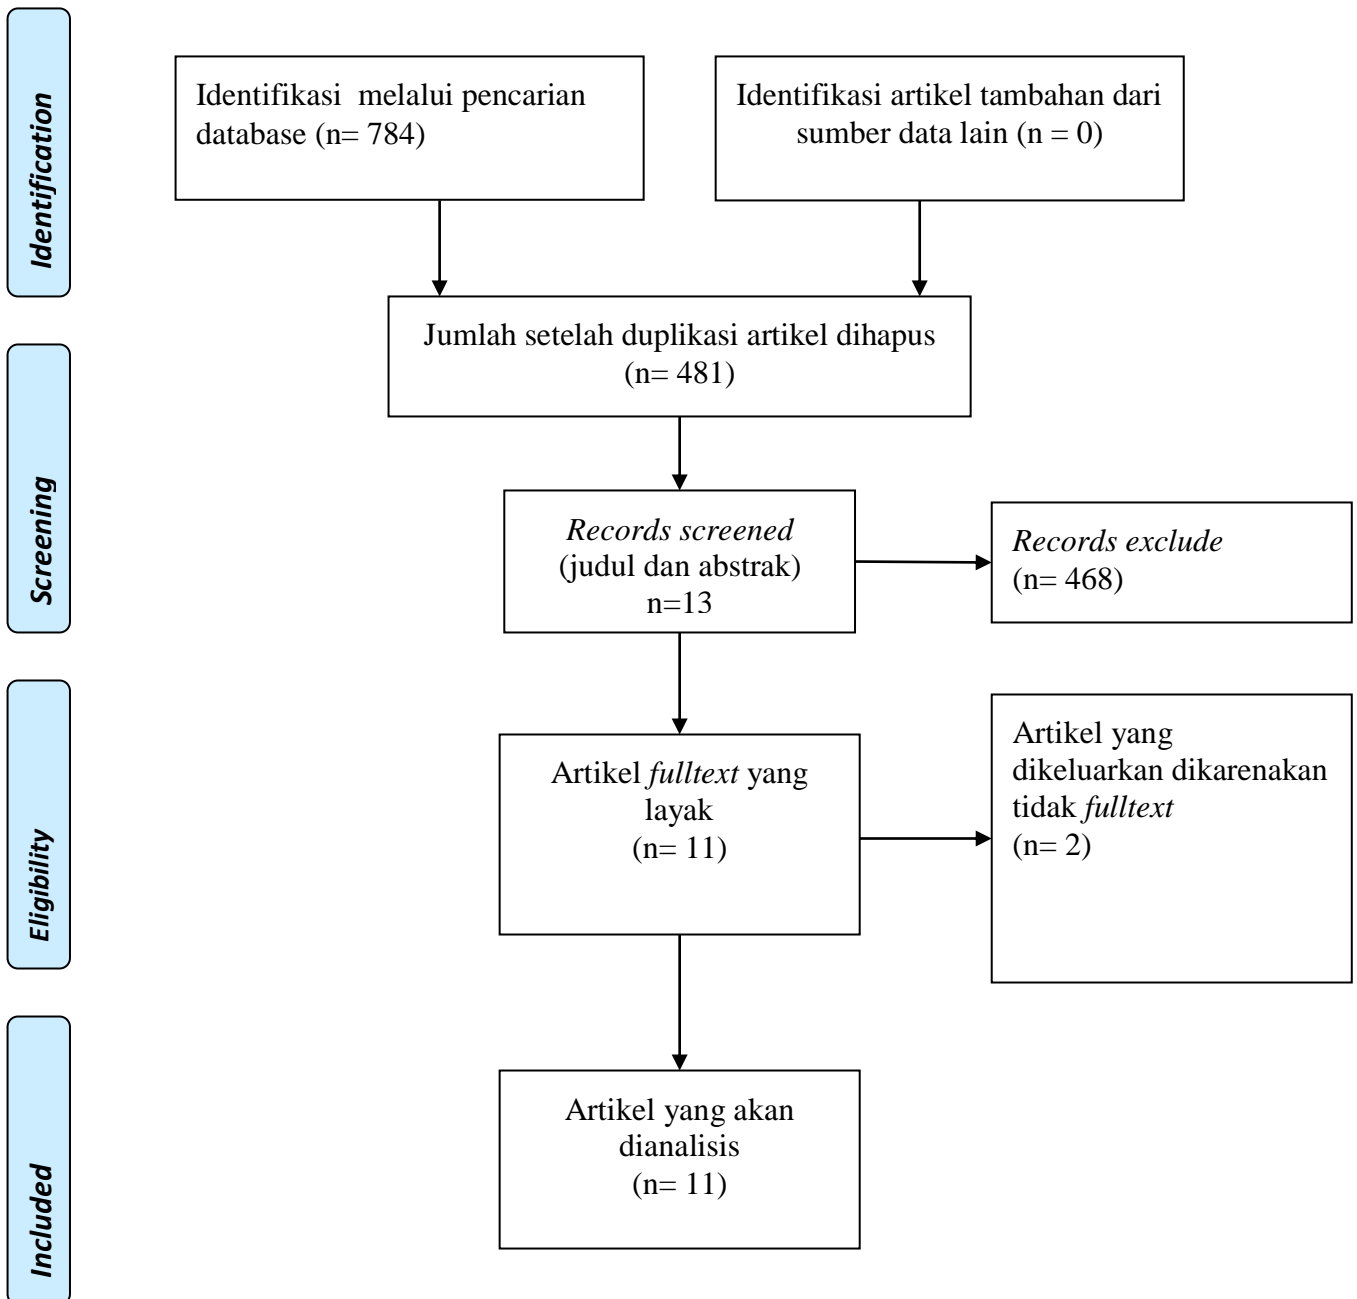 Identification
Identifikasi melalui pencarian
database (n= 784)
Identifikasi artikel tambahan dari
sumber data lain (n = 0)
Jumlah setelah duplikasi artikel dihapus
(n= 481)
Screening
Records screened
(judul dan abstrak)
n=13
Records exclude
(n= 468)
Eligibility
Artikel fulltext yang
layak
(n= 11)
Artikel yang
dikeluarkan dikarenakan
tidak fulltext
(n= 2)
Included
Artikel yang akan
dianalisis
(n= 11)